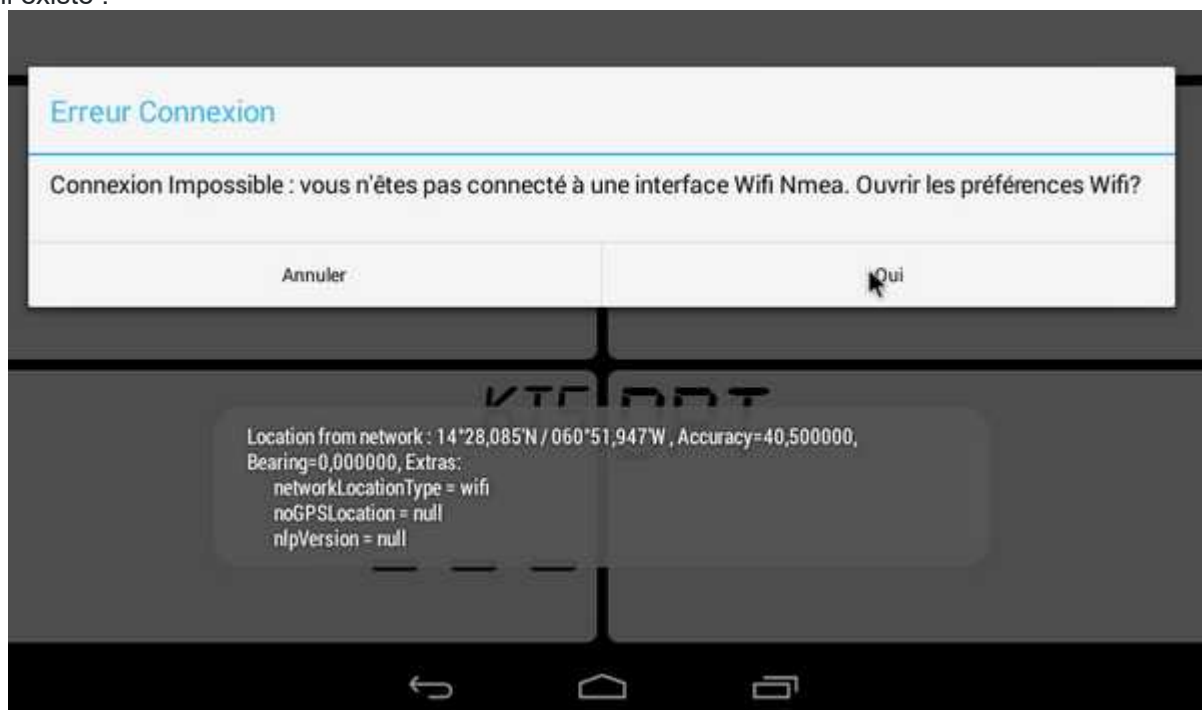 il existe :
Erreur Connexion
Connexion Impossible : vous n'êtes pas connecté à une interface Wifi Nmea. Ouvrir les préférences Wifi?
Annuler
Oui
Location from network : 14°28,085'N / 060°51,947'W , Accuracy=40,500000,
Bearing=0,000000, Extras:
networkLocationType = wifi
noGPSLocation = null
nlpVersion = null